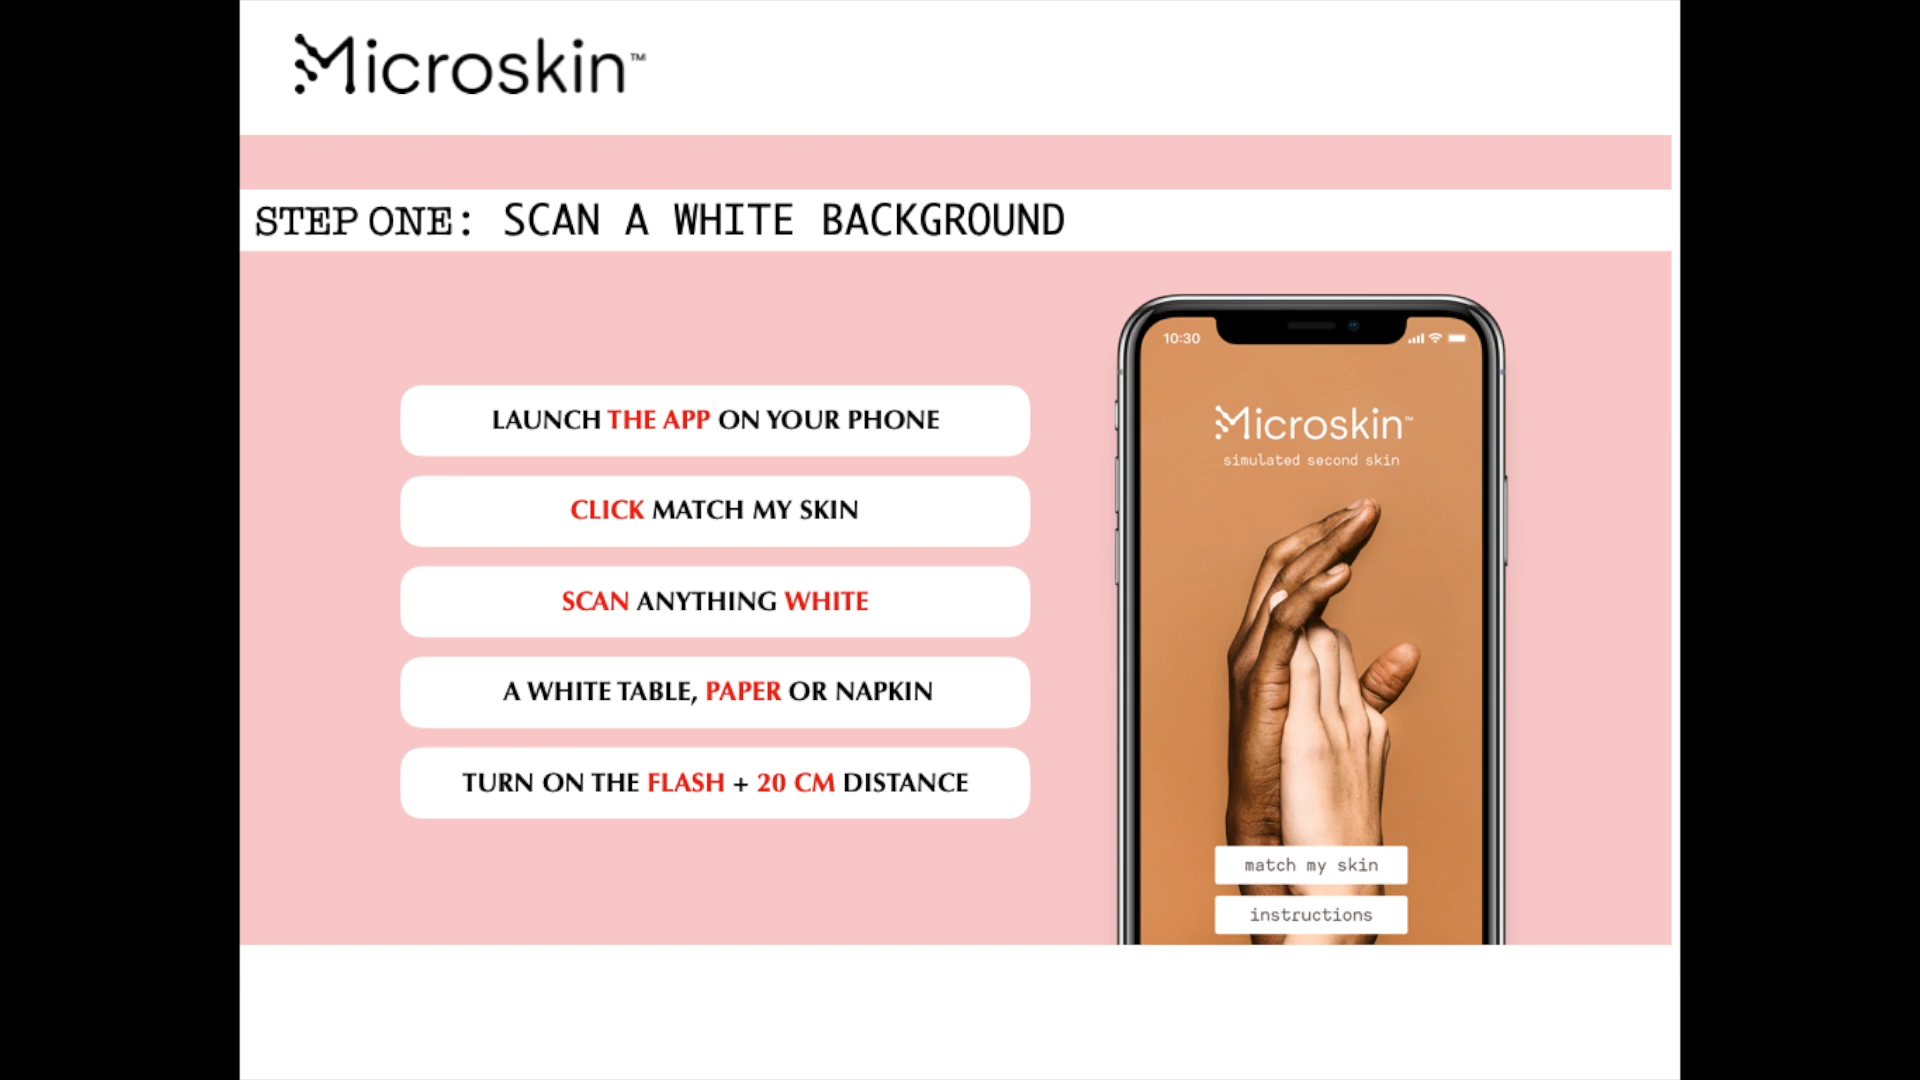 Microskin™
STEP ONE: SCAN A WHITE BACKGROUND
LAUNCH THE APP ON YOUR PHONE
CLICK MATCH MY SKIN
SCAN ANYTHING WHITE
A WHITE TABLE, PAPER OR NAPKIN
TURN ON THE FLASH + 20 CM DISTANCE
10:30
Microskin™
simulated second skin
match my skin
instructions